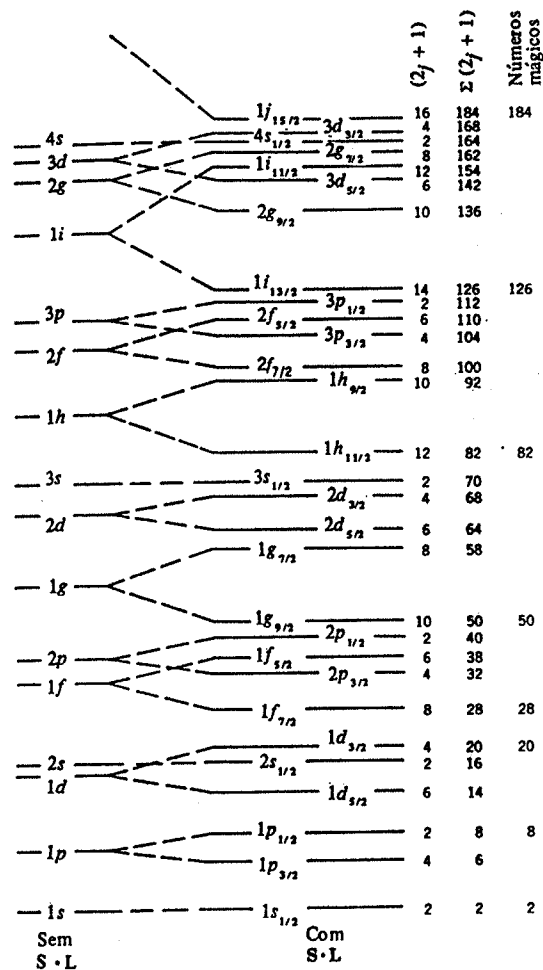 (2j + 1) Σ (2j + 1) Números mágicos
1j15/2 16 184 184
3d3/2 4 168
4s 4s1/2 2 164
3d 2g7/2 8 162
2g 1i11/2 12 154
3d5/2 6 142
2g9/2 10 136
1i
1i13/2 14 126 126
3p 3p1/2 2 112
2f5/2 6 110
2f 3p3/2 4 104
2f7/2 8 100
1h9/2 10 92
1h
1h11/2 12 82 82
3s 3s1/2 2 70
2d3/2 4 68
2d 2d5/2 6 64
1g7/2 8 58
1g
1g9/2 10 50 50
2p1/2 2 40
2p 1f5/2 6 38
1f 2p3/2 4 32
1f7/2 8 28 28
1d3/2 4 20 20
2s 2s1/2 2 16
1d 1d5/2 6 14
1p1/2 2 8 8
1p 1p3/2 4 6
1s 1s1/2 2 2 2
Sem Com
S • L S • L